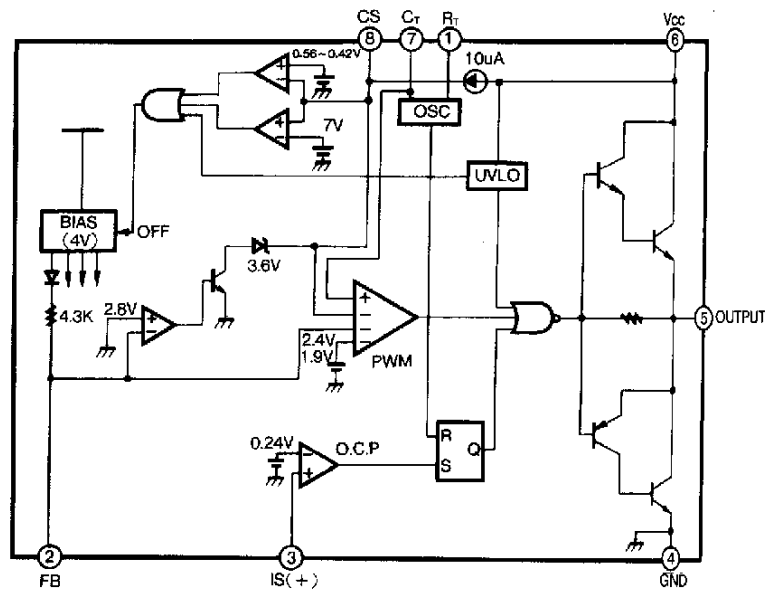 CS CT RT VCC
8 7 1 6
0.56~0.42V
10uA
OSC
7V
UVLO
BIAS
(4V)
OFF
3.6V
2.8V
4.3K
+
−
+
−
+
−
+
−
−
2.4V
1.9V
PWM
5 OUTPUT
0.24V
O.C.P
−
+
R
S
Q
2 3 4
FB IS(+) GND